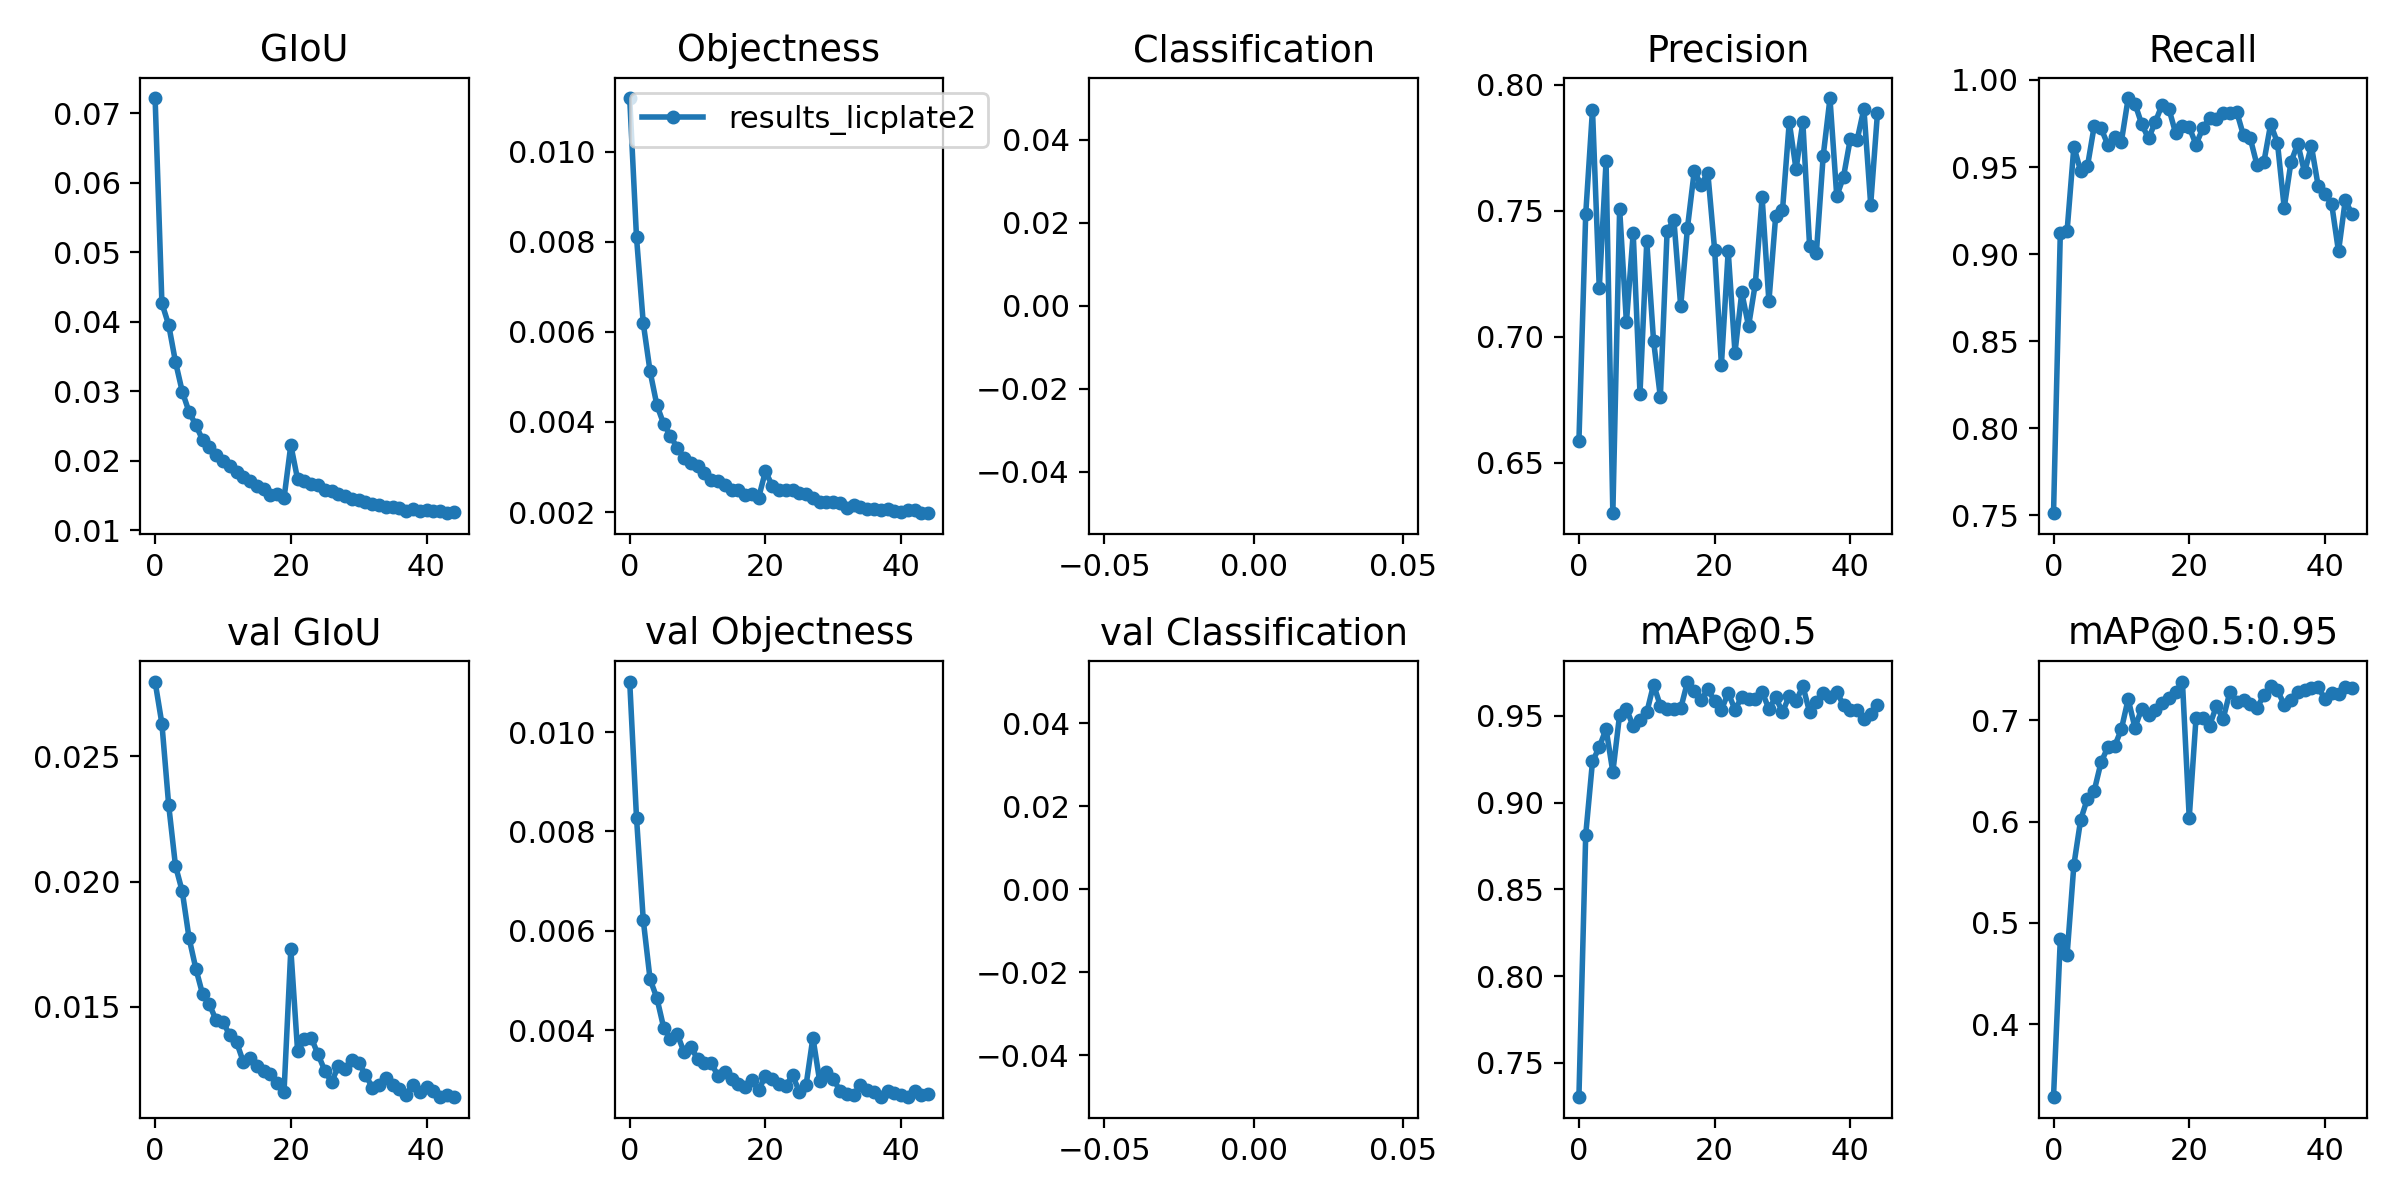 GIoU
0.07
0.06
0.05
0.04
0.03
0.02
0.01
0 20 40
Objectness
results_licplate2
0.010
0.008
0.006
0.004
0.002
0 20 40
Classification
0.04
0.02
0.00
−0.02
−0.04
−0.05 0.00 0.05
Precision
0.80
0.75
0.70
0.65
0 20 40
Recall
1.00
0.95
0.90
0.85
0.80
0.75
0 20 40
val GIoU
0.025
0.020
0.015
0 20 40
val Objectness
0.010
0.008
0.006
0.004
0 20 40
val Classification
0.04
0.02
0.00
−0.02
−0.04
−0.05 0.00 0.05
mAP@0.5
0.95
0.90
0.85
0.80
0.75
0 20 40
mAP@0.5:0.95
0.7
0.6
0.5
0.4
0 20 40